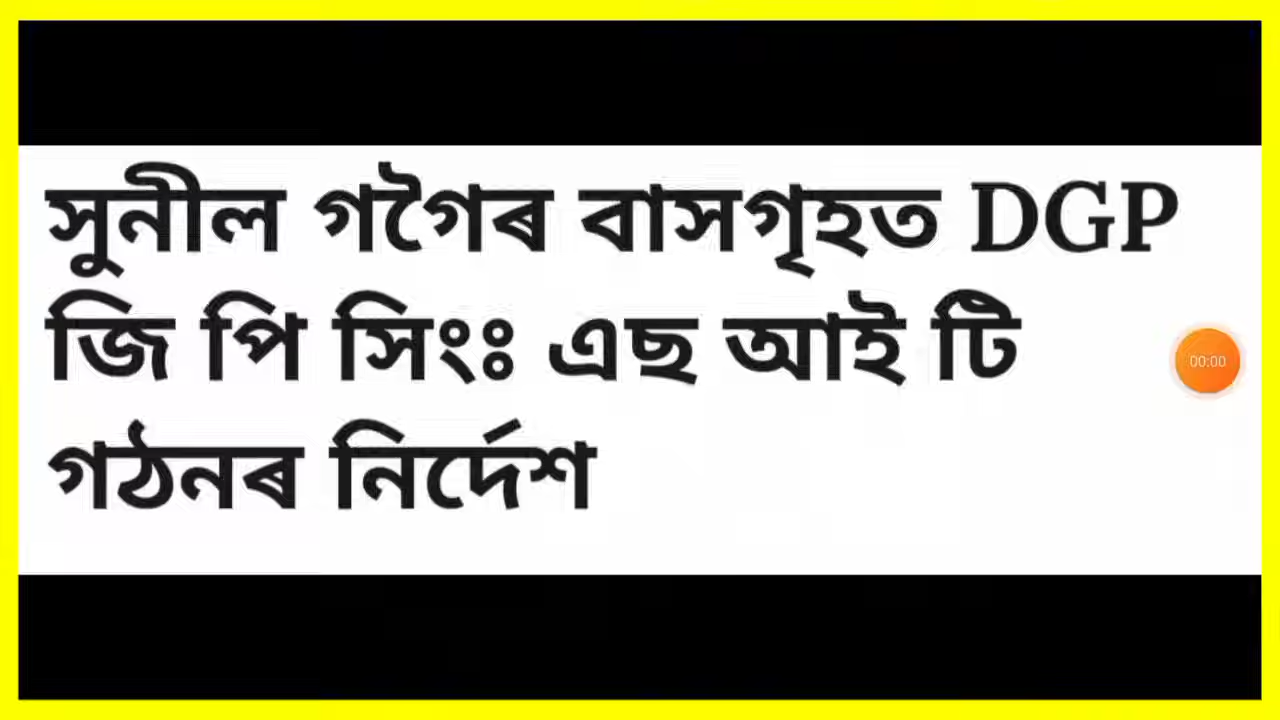 সুনীল গগৈৰ বাসগৃহত DGP
জি পি সিংঃ এছ আই টি
গঠনৰ নিৰ্দেশ
00:00